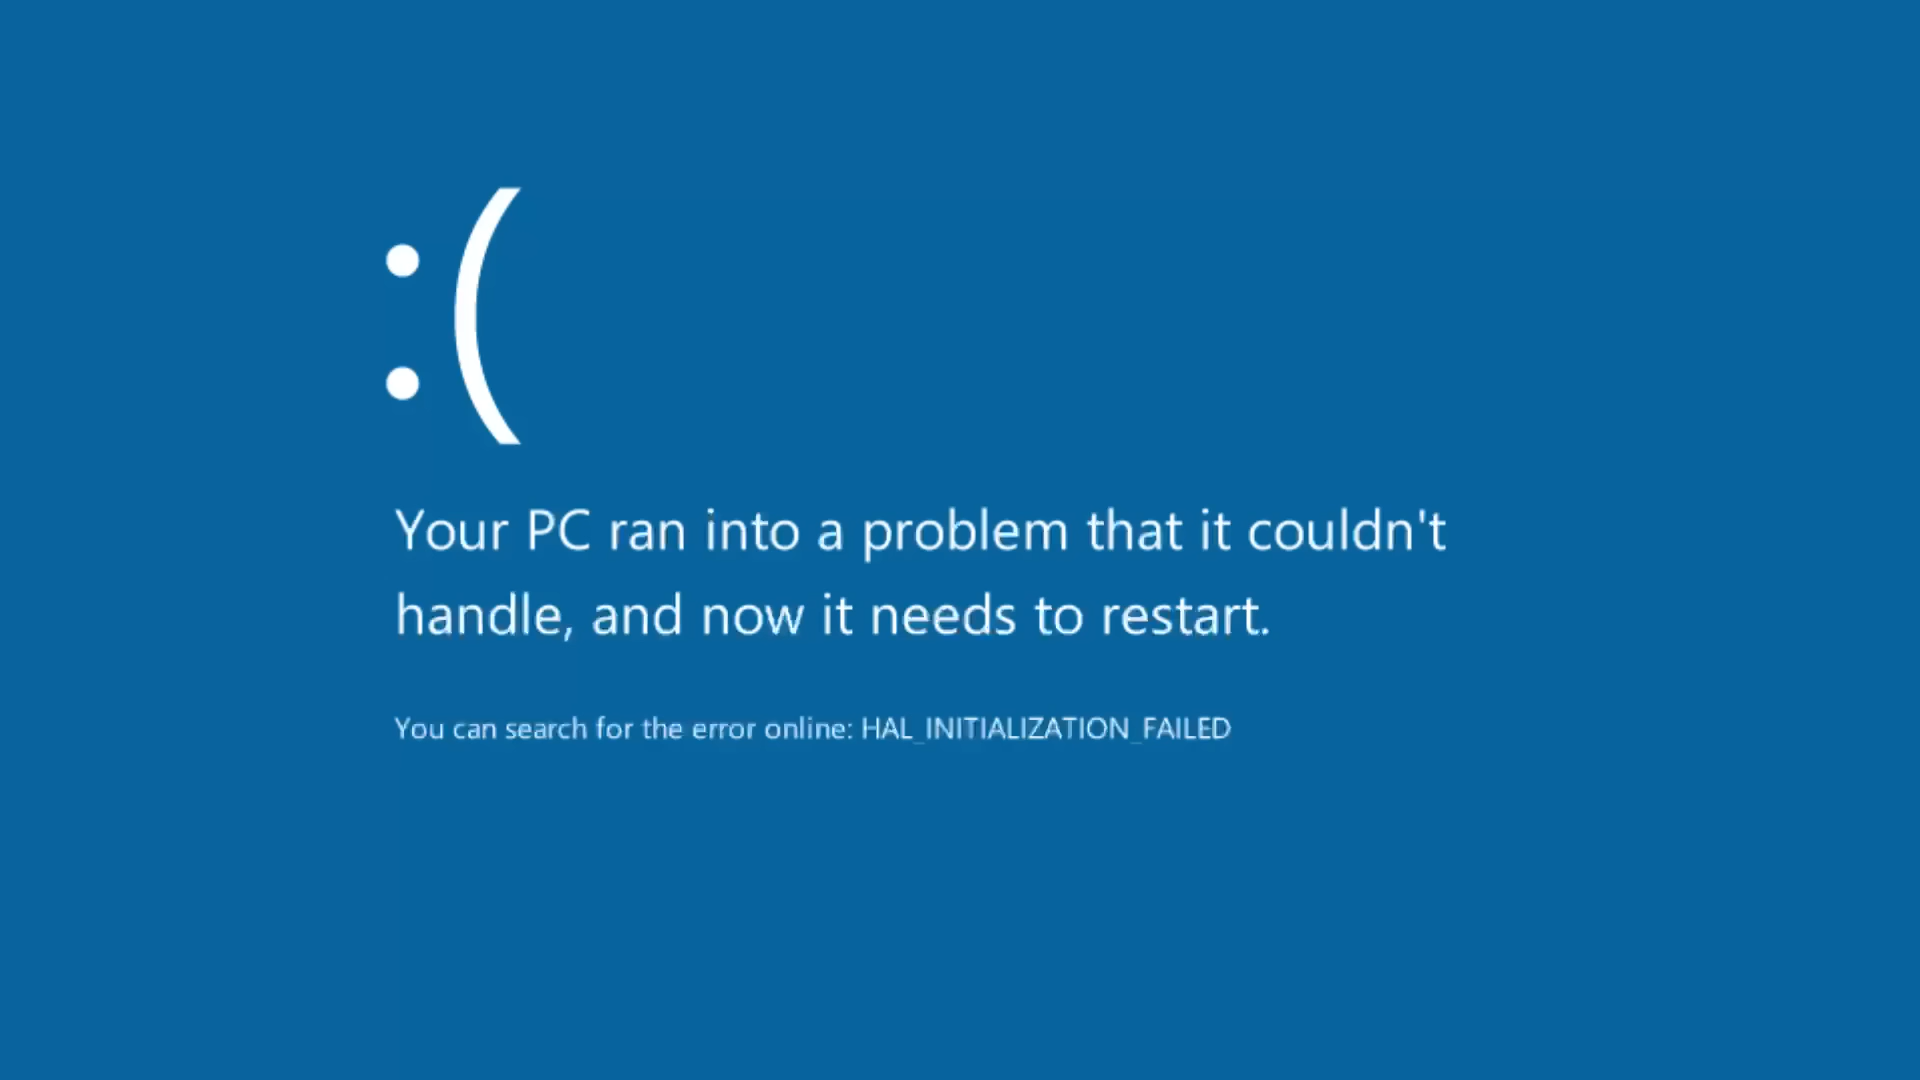 :(
Your PC ran into a problem that it couldn't
handle, and now it needs to restart.
You can search for the error online: HAL_INITIALIZATION_FAILED